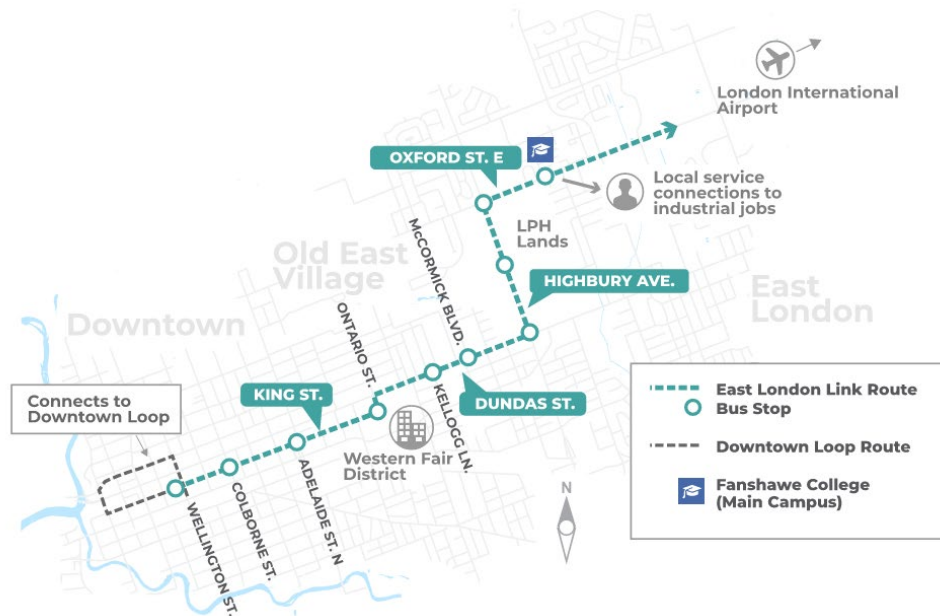 London International
Airport
OXFORD ST. E
Local service
connections to
industrial jobs
McCORMICK BLVD.
LPH
Lands
Old East
Village
HIGHBURY AVE.
East
London
Downtown
ONTARIO ST.
Connects to
Downtown Loop
KING ST.
DUNDAS ST.
KELLOGG LN.
Western Fair
District
ADELAIDE ST. N
COLBORNE ST.
WELLINGTON ST.
N
East London Link Route
Bus Stop
Downtown Loop Route
Fanshawe College
(Main Campus)